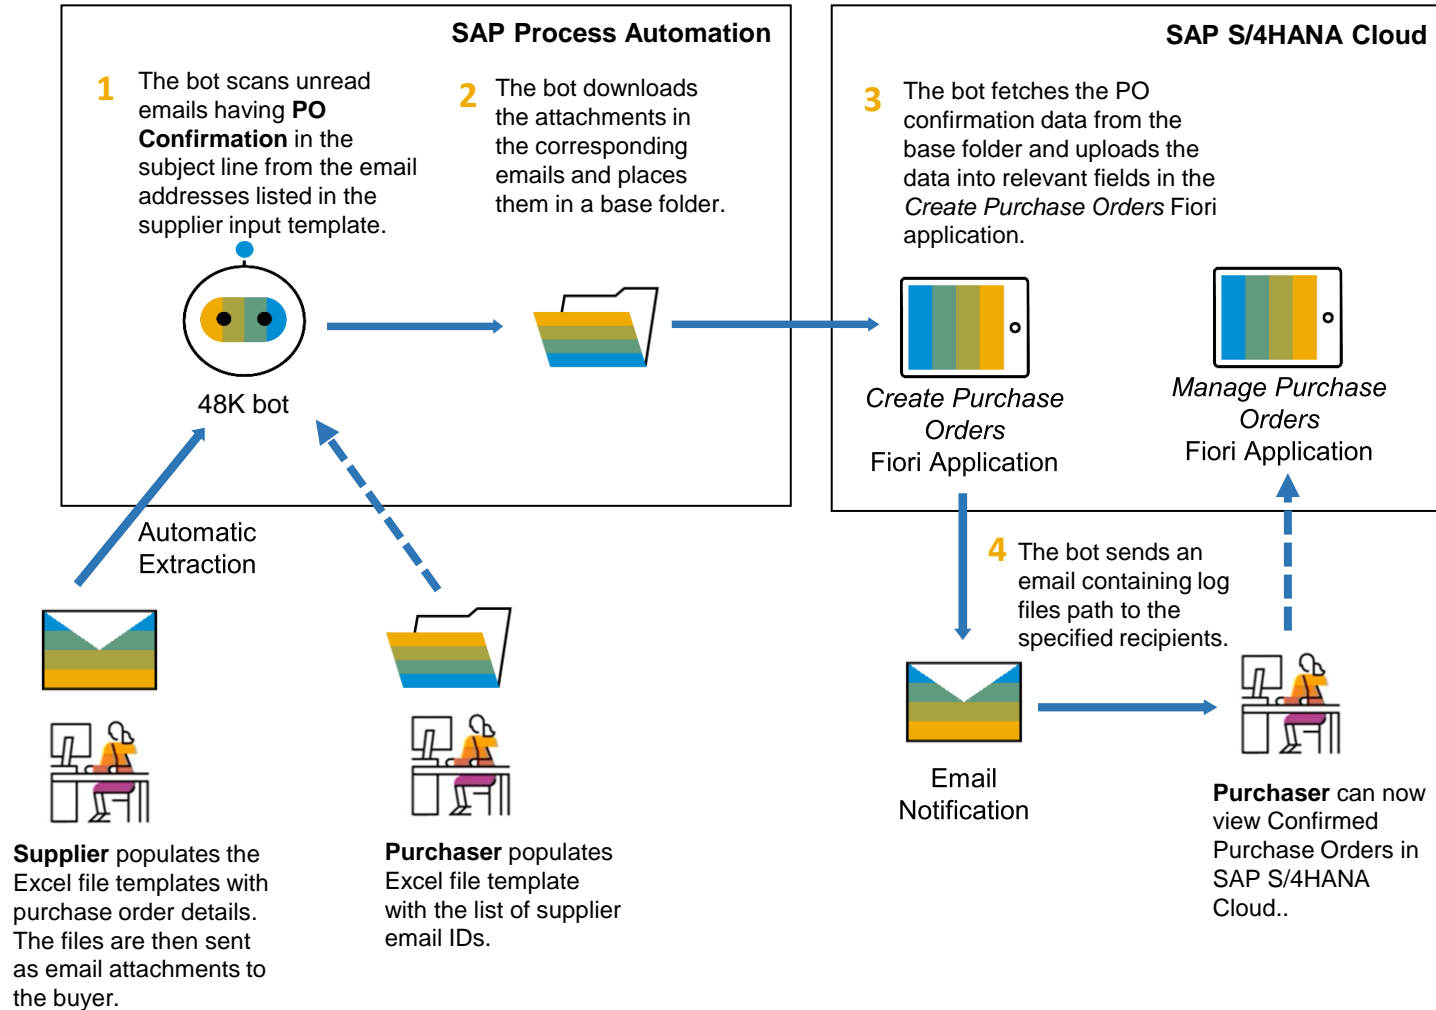 SAP Process Automation
1
The bot scans unread
emails having PO
Confirmation in the
subject line from the email
addresses listed in the
supplier input template.
2
The bot downloads
the attachments in
the corresponding
emails and places
them in a base folder.
48K bot
SAP S/4HANA Cloud
3
The bot fetches the PO
confirmation data from the
base folder and uploads the
data into relevant fields in the
Create Purchase Orders Fiori
application.
Create Purchase
Orders
Fiori Application
Manage Purchase
Orders
Fiori Application
Automatic
Extraction
4
The bot sends an
email containing log
files path to the
specified recipients.
Supplier populates the
Excel file templates with
purchase order details.
The files are then sent
as email attachments to
the buyer.
Purchaser populates
Excel file template
with the list of supplier
email IDs.
Email
Notification
Purchaser can now
view Confirmed
Purchase Orders in
SAP S/4HANA
Cloud..